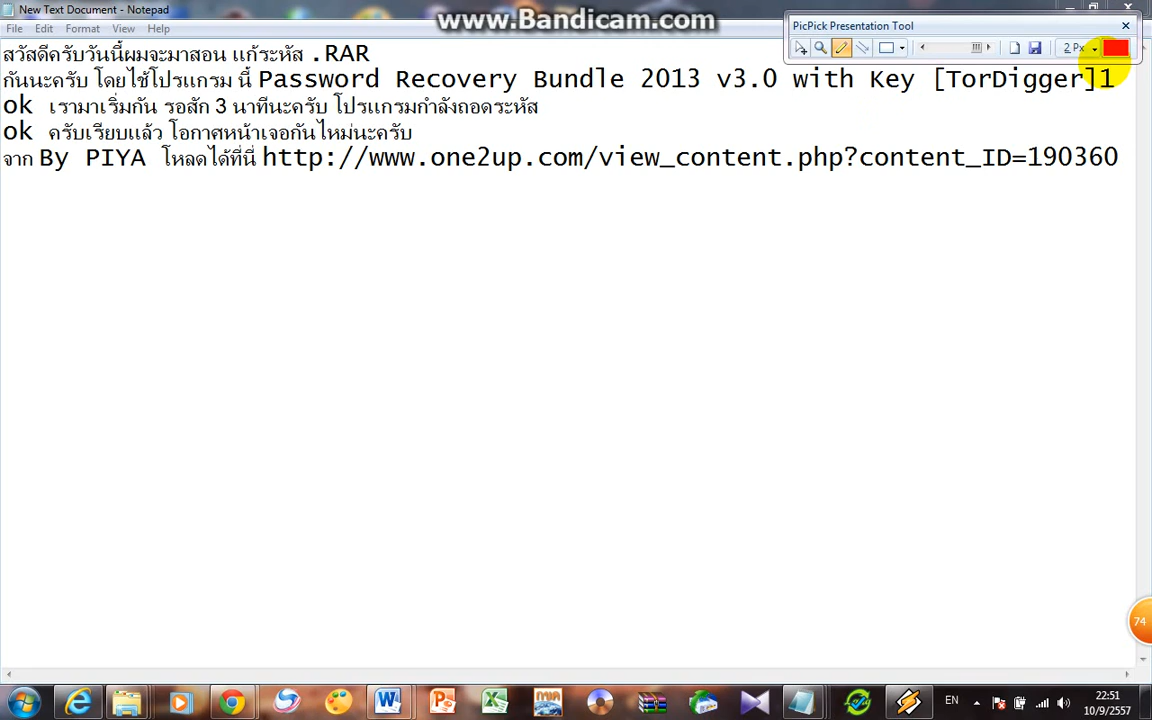 New Text Document - Notepad
www.Bandicam.com
PicPick Presentation Tool
File Edit Format View Help
2 Px
สวัสดีครับวันนี้ผมจะมาสอน แก้ระหัส .RAR
กันนะครับ โดยไช้โปรแกรม นี้ Password Recovery Bundle 2013 v3.0 with Key [TorDigger]1
ok เรามาเริ่มกัน รอสัก 3 นาทีนะครับ โปรแกรมกำลังถอดระหัส
ok ครับเรียบแล้ว โอกาศหน้าเจอกันไหม่นะครับ
จาก By PIYA โหลดได้ที่นี่ http://www.one2up.com/view_content.php?content_ID=190360
74
EN
22:51
10/9/2557